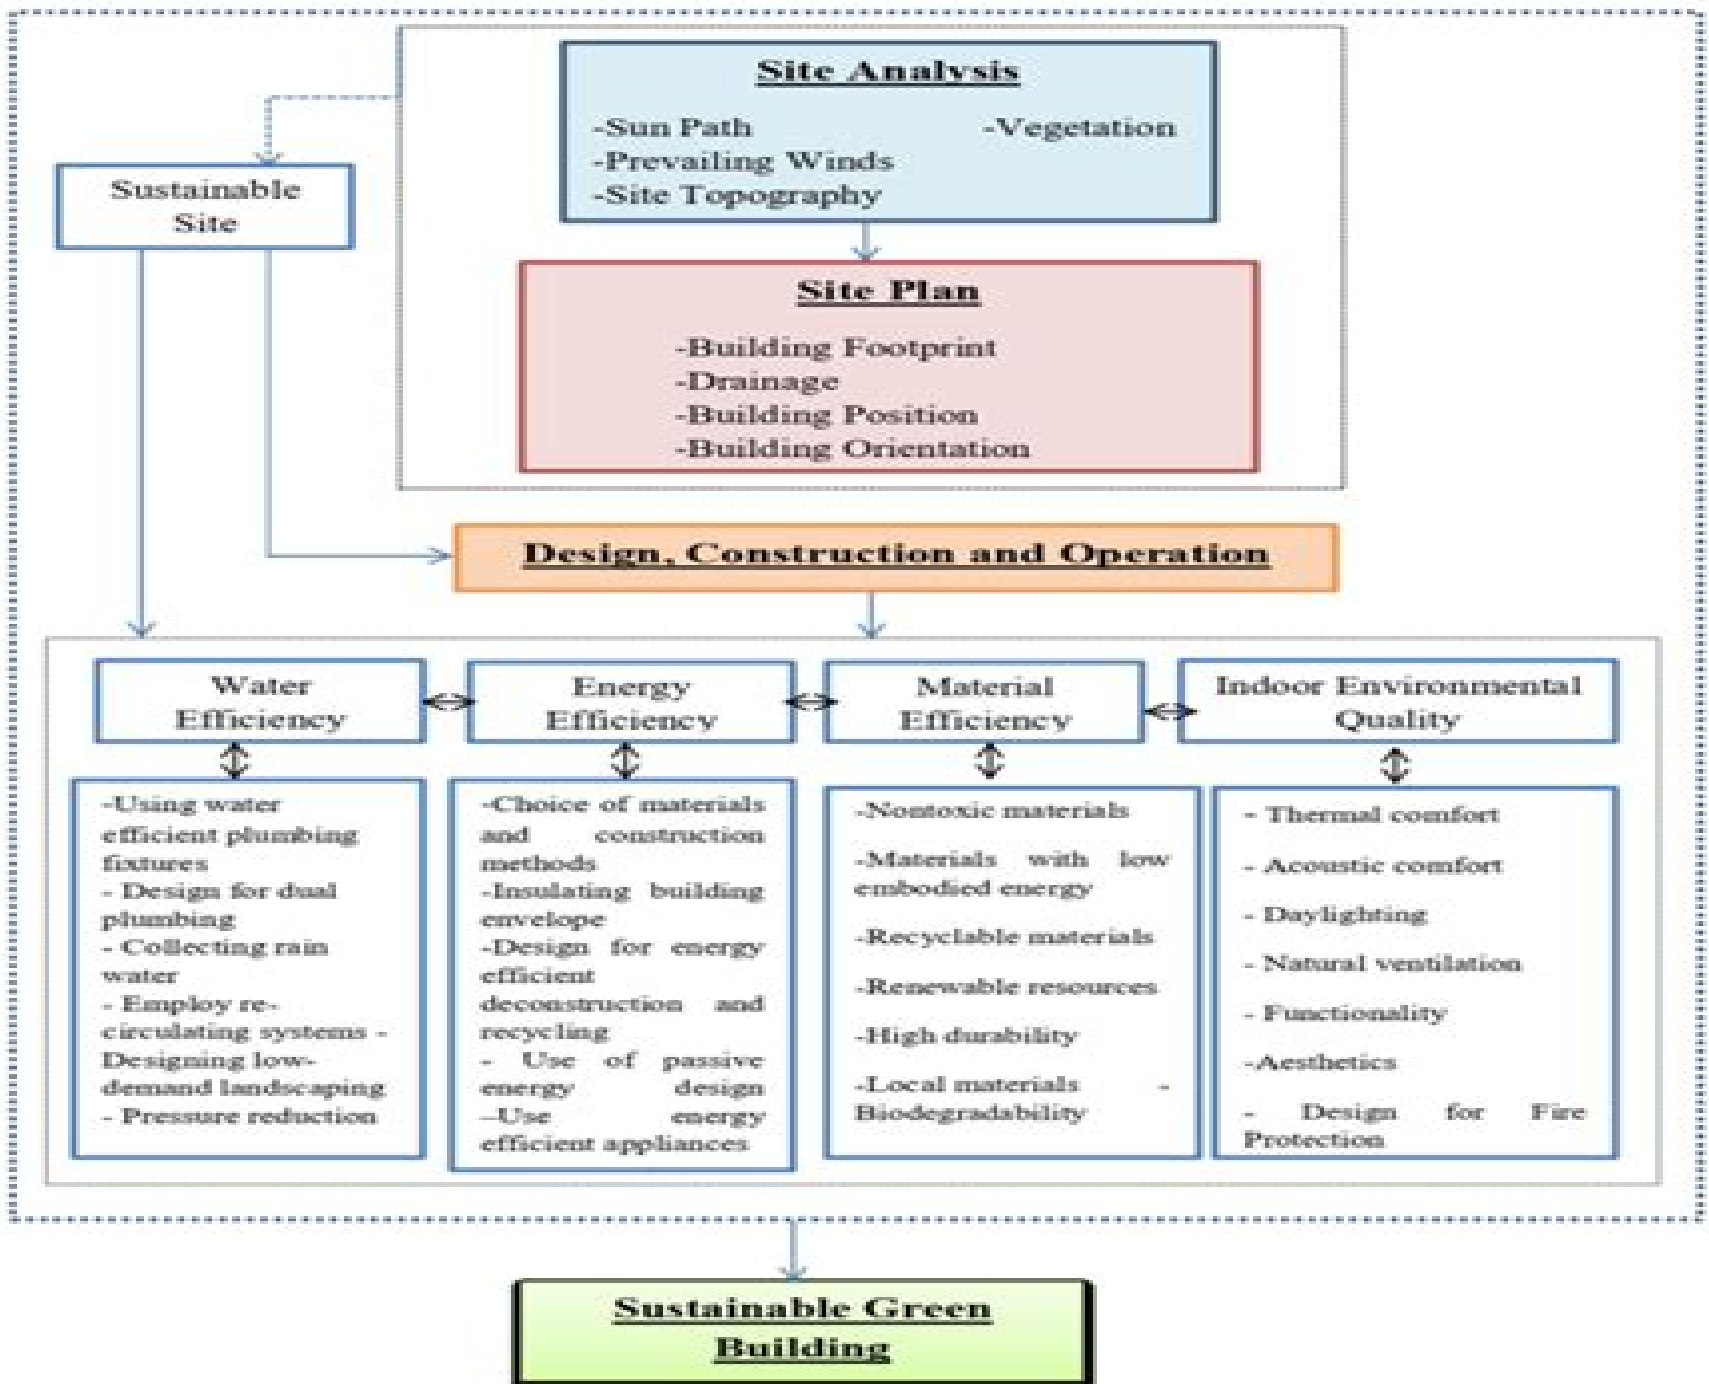 Site Analysis
-Sun Path -Vegetation
-Prevailing Winds
-Site Topography
Sustainable
Site
Site Plan
-Building Footprint
-Drainage
-Building Position
-Building Orientation
Design, Construction and Operation
Water
Efficiency
Energy
Efficiency
Material
Efficiency
Indoor Environmental
Quality
-Using water
efficient plumbing
fixtures
- Design for dual
plumbing
- Collecting rain
water
- Employ re-
circulating systems -
Designing low-
demand landscaping
- Pressure reduction
-Choice of materials
and construction
methods
-Insulating building
envelope
-Design for energy
efficient
deconstruction and
recycling
- Use of passive
energy design
–Use energy
efficient appliances
-Nontoxic materials
-Materials with low
embodied energy
-Recyclable materials
-Renewable resources
-High durability
-Local materials -
Biodegradability
- Thermal comfort
- Acoustic comfort
- Daylighting
- Natural ventilation
- Functionality
-Aesthetics
- Design for Fire
Protection
Sustainable Green
Building